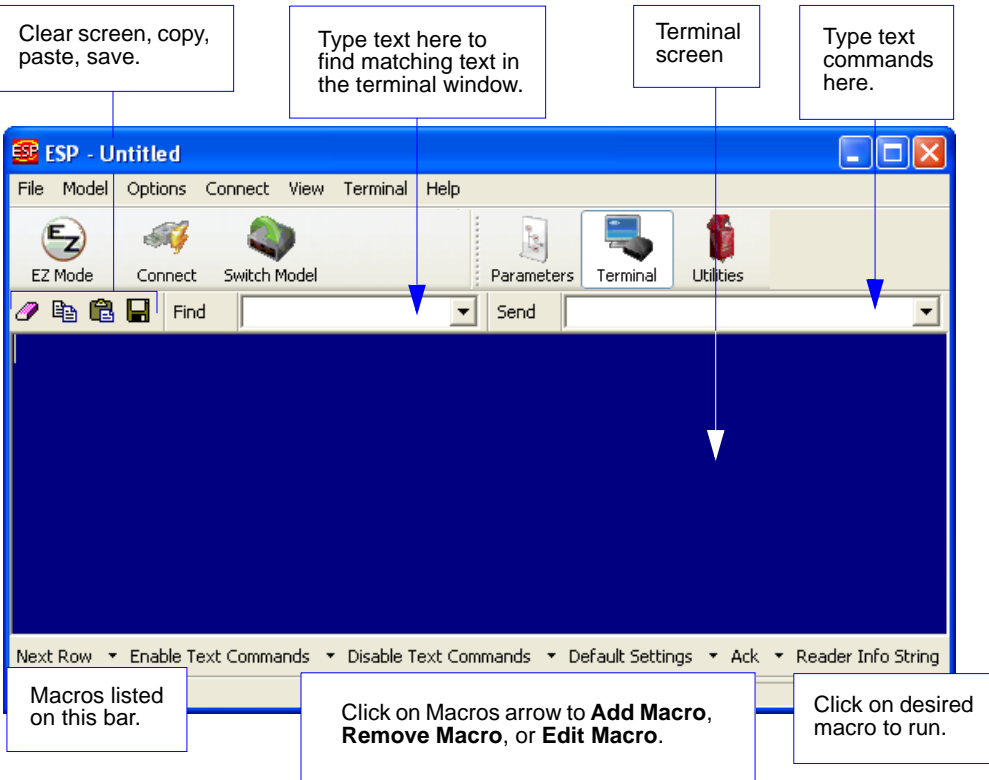 Clear screen, copy,
paste, save.
Type text here to
find matching text in
the terminal window.
Terminal
screen
Type text
commands
here.
ESP ESP - Untitled
File Model Options Connect View Terminal Help
EZ
EZ Mode Connect Switch Model Parameters Terminal Utilities
Find Send
Next Row Enable Text Commands Disable Text Commands Default Settings Ack Reader Info String
Macros listed
on this bar.
Click on Macros arrow to Add Macro,
Remove Macro, or Edit Macro.
Click on desired
macro to run.